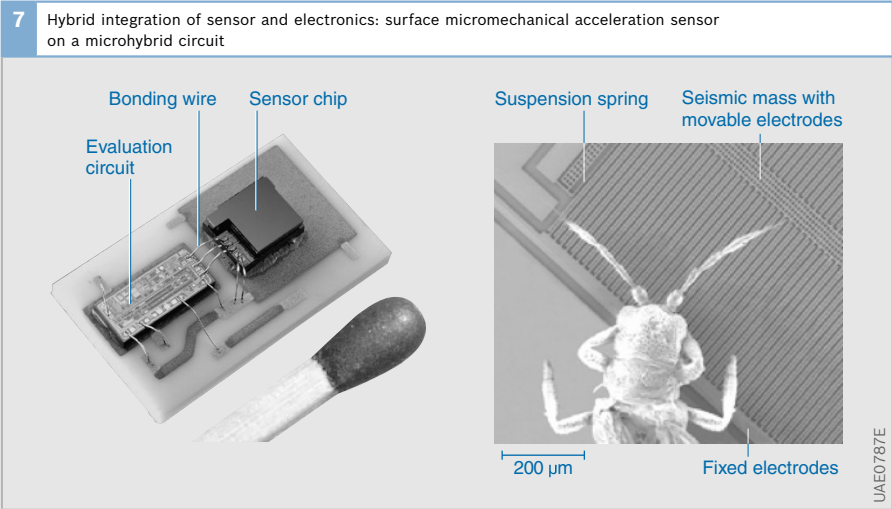 7
Hybrid integration of sensor and electronics: surface micromechanical acceleration sensor
on a microhybrid circuit
Bonding wire
Sensor chip
Evaluation
circuit
Suspension spring
Seismic mass with
movable electrodes
200 µm
Fixed electrodes
UAE0787E